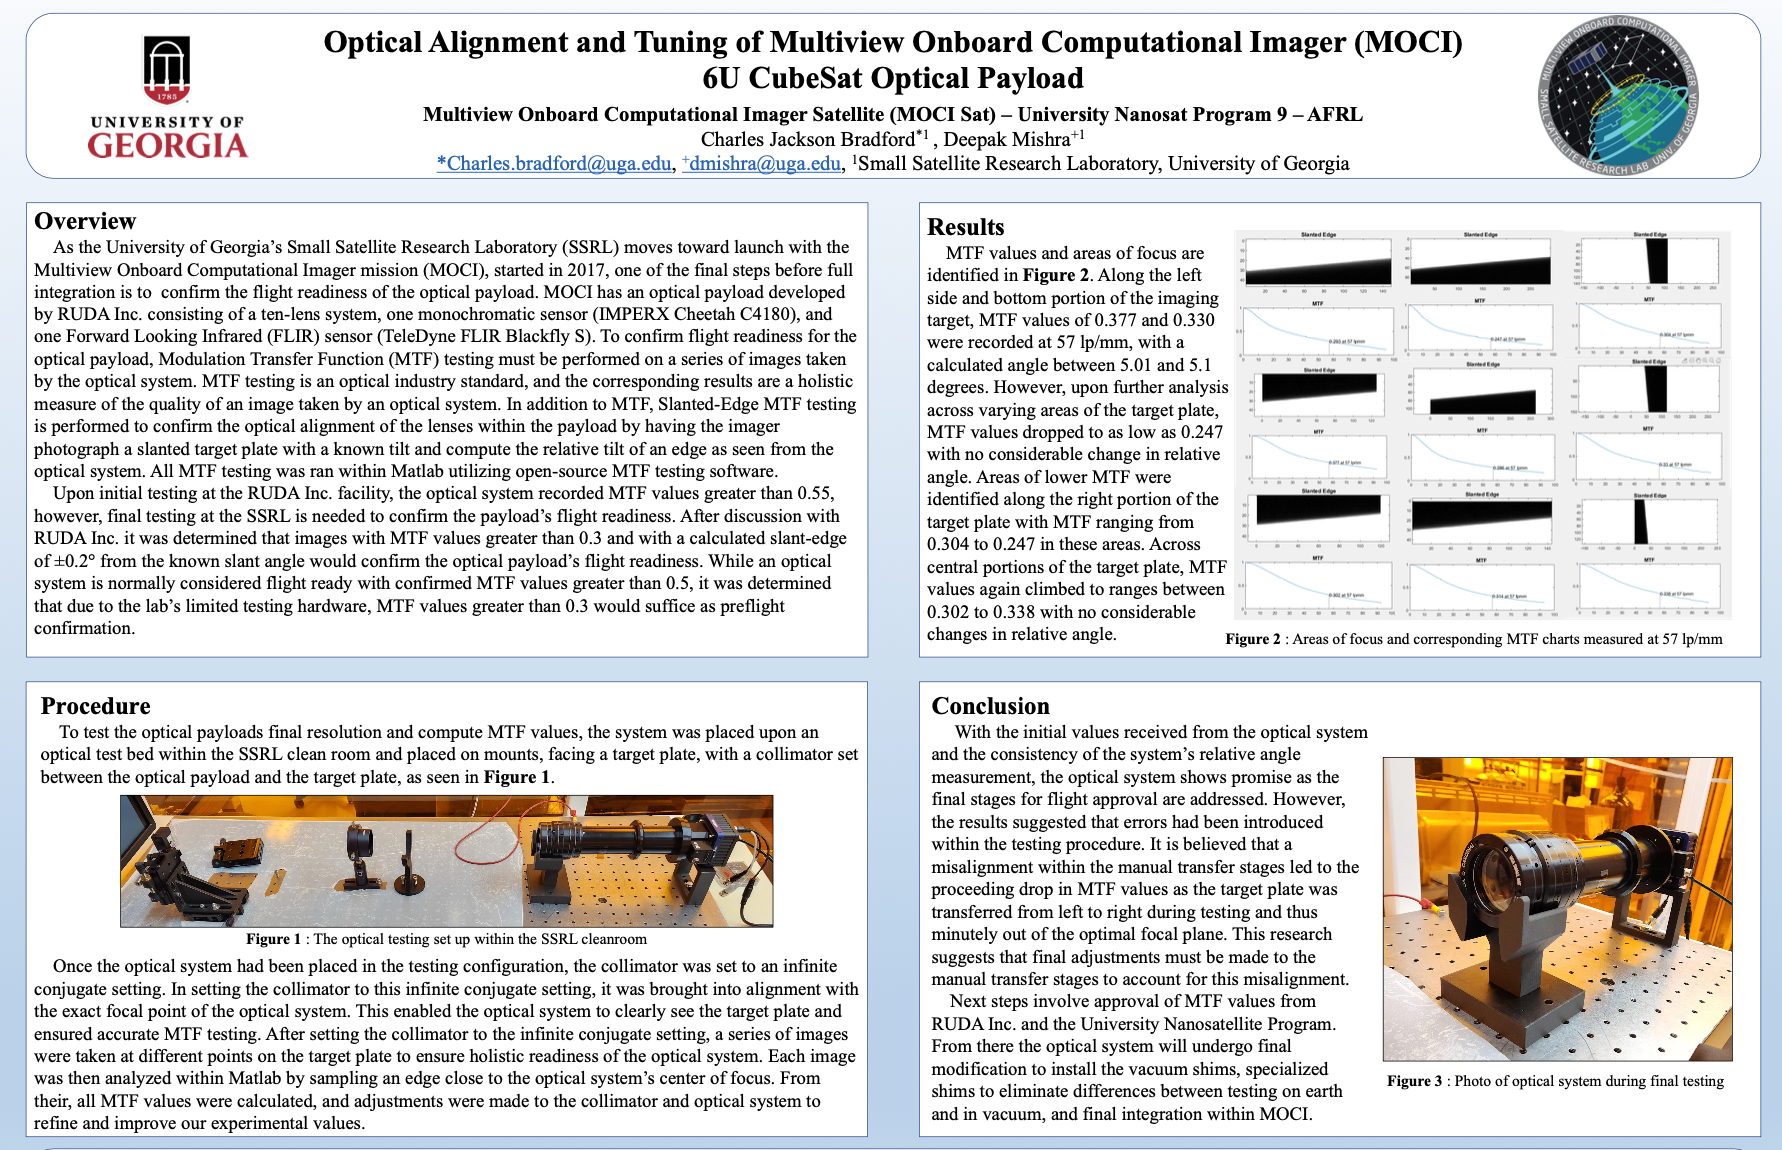 UNIVERSITY OF
GEORGIA
1785
Optical Alignment and Tuning of Multiview Onboard Computational Imager (MOCI)
6U CubeSat Optical Payload
Multiview Onboard Computational Imager Satellite (MOCI Sat) – University Nanosat Program 9 – AFRL
Charles Jackson Bradford*1 , Deepak Mishra+1
*Charles.bradford@uga.edu, +dmishra@uga.edu, 1Small Satellite Research Laboratory, University of Georgia
MULTIVIEW ONBOARD COMPUTATIONAL IMAGER
SMALL SATELLITE RESEARCH LAB UNIV. OF GEORGIA
Overview
As the University of Georgia’s Small Satellite Research Laboratory (SSRL) moves toward launch with the
Multiview Onboard Computational Imager mission (MOCI), started in 2017, one of the final steps before full
integration is to confirm the flight readiness of the optical payload. MOCI has an optical payload developed
by RUDA Inc. consisting of a ten-lens system, one monochromatic sensor (IMPERX Cheetah C4180), and
one Forward Looking Infrared (FLIR) sensor (TeleDyne FLIR Blackfly S). To confirm flight readiness for the
optical payload, Modulation Transfer Function (MTF) testing must be performed on a series of images taken
by the optical system. MTF testing is an optical industry standard, and the corresponding results are a holistic
measure of the quality of an image taken by an optical system. In addition to MTF, Slanted-Edge MTF testing
is performed to confirm the optical alignment of the lenses within the payload by having the imager
photograph a slanted target plate with a known tilt and compute the relative tilt of an edge as seen from the
optical system. All MTF testing was ran within Matlab utilizing open-source MTF testing software.
Upon initial testing at the RUDA Inc. facility, the optical system recorded MTF values greater than 0.55,
however, final testing at the SSRL is needed to confirm the payload’s flight readiness. After discussion with
RUDA Inc. it was determined that images with MTF values greater than 0.3 and with a calculated slant-edge
of ±0.2° from the known slant angle would confirm the optical payload’s flight readiness. While an optical
system is normally considered flight ready with confirmed MTF values greater than 0.5, it was determined
that due to the lab’s limited testing hardware, MTF values greater than 0.3 would suffice as preflight
confirmation.
Procedure
To test the optical payloads final resolution and compute MTF values, the system was placed upon an
optical test bed within the SSRL clean room and placed on mounts, facing a target plate, with a collimator set
between the optical payload and the target plate, as seen in Figure 1.
Figure 1 : The optical testing set up within the SSRL cleanroom
Once the optical system had been placed in the testing configuration, the collimator was set to an infinite
conjugate setting. In setting the collimator to this infinite conjugate setting, it was brought into alignment with
the exact focal point of the optical system. This enabled the optical system to clearly see the target plate and
ensured accurate MTF testing. After setting the collimator to the infinite conjugate setting, a series of images
were taken at different points on the target plate to ensure holistic readiness of the optical system. Each image
was then analyzed within Matlab by sampling an edge close to the optical system’s center of focus. From
their, all MTF values were calculated, and adjustments were made to the collimator and optical system to
refine and improve our experimental values.
Results
MTF values and areas of focus are
identified in Figure 2. Along the left
side and bottom portion of the imaging
target, MTF values of 0.377 and 0.330
were recorded at 57 lp/mm, with a
calculated angle between 5.01 and 5.1
degrees. However, upon further analysis
across varying areas of the target plate,
MTF values dropped to as low as 0.247
with no considerable change in relative
angle. Areas of lower MTF were
identified along the right portion of the
target plate with MTF ranging from
0.304 to 0.247 in these areas. Across
central portions of the target plate, MTF
values again climbed to ranges between
0.302 to 0.338 with no considerable
changes in relative angle.
Slanted Edge
Slanted Edge
Slanted Edge
MTF
MTF
MTF
Slanted Edge
Slanted Edge
Slanted Edge
MTF
MTF
MTF
Slanted Edge
Slanted Edge
Slanted Edge
MTF
MTF
MTF
Figure 2 : Areas of focus and corresponding MTF charts measured at 57 lp/mm
Conclusion
With the initial values received from the optical system
and the consistency of the system’s relative angle
measurement, the optical system shows promise as the
final stages for flight approval are addressed. However,
the results suggested that errors had been introduced
within the testing procedure. It is believed that a
misalignment within the manual transfer stages led to the
proceeding drop in MTF values as the target plate was
transferred from left to right during testing and thus
minutely out of the optimal focal plane. This research
suggests that final adjustments must be made to the
manual transfer stages to account for this misalignment.
Next steps involve approval of MTF values from
RUDA Inc. and the University Nanosatellite Program.
From there the optical system will undergo final
modification to install the vacuum shims, specialized
shims to eliminate differences between testing on earth
and in vacuum, and final integration within MOCI.
Figure 3 : Photo of optical system during final testing